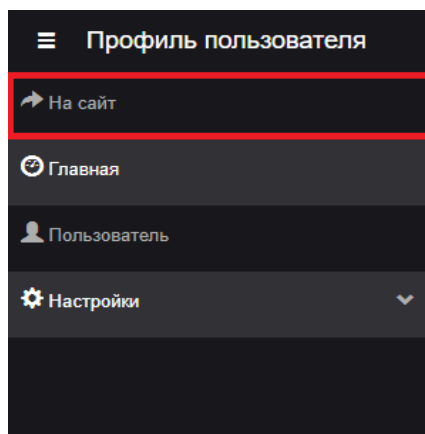 Профиль пользователя
На сайт
Главная
Пользователь
Настройки